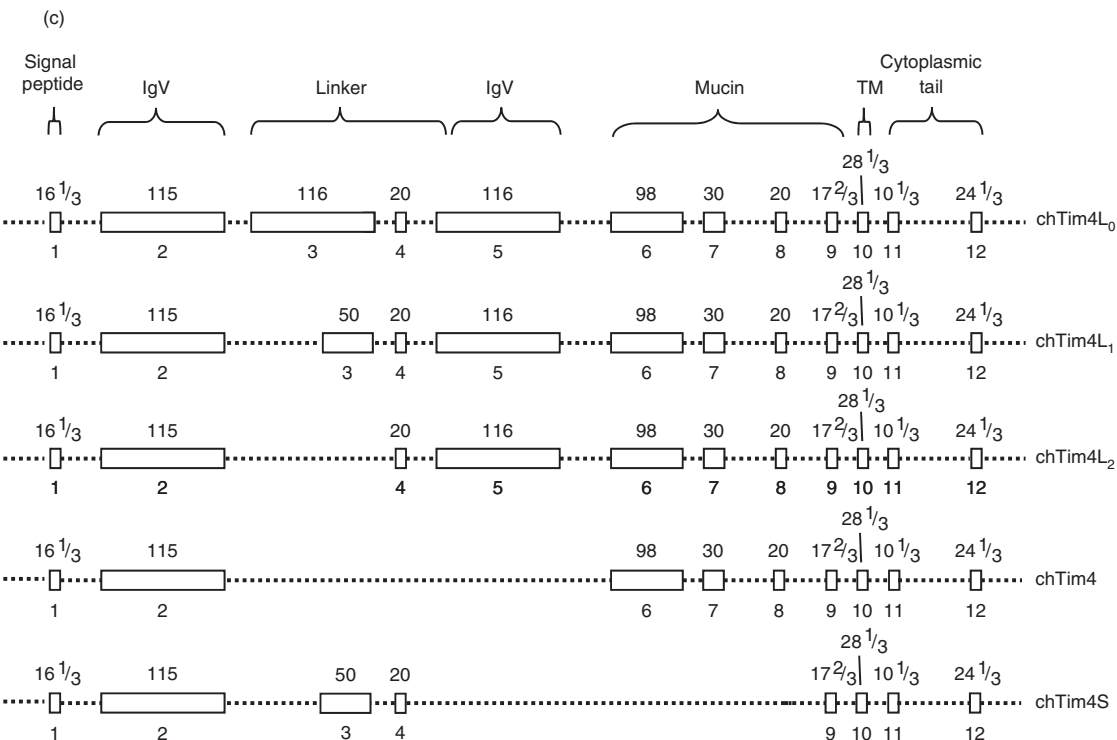 (c)
Signal peptide IgV Linker IgV Mucin TM Cytoplasmic tail
28 1/3
16 1/3 115 116 20 116 98 30 20 17 2/3 10 1/3 24 1/3
chTim4L0
1 2 3 4 5 6 7 8 9 10 11 12
28 1/3
16 1/3 115 50 20 116 98 30 20 17 2/3 10 1/3 24 1/3
chTim4L1
1 2 3 4 5 6 7 8 9 10 11 12
28 1/3
16 1/3 115 20 116 98 30 20 17 2/3 10 1/3 24 1/3
chTim4L2
1 2 4 5 6 7 8 9 10 11 12
28 1/3
16 1/3 115 98 30 20 17 2/3 10 1/3 24 1/3
chTim4
1 2 6 7 8 9 10 11 12
28 1/3
16 1/3 115 50 20 17 2/3 10 1/3 24 1/3
chTim4S
1 2 3 4 9 10 11 12